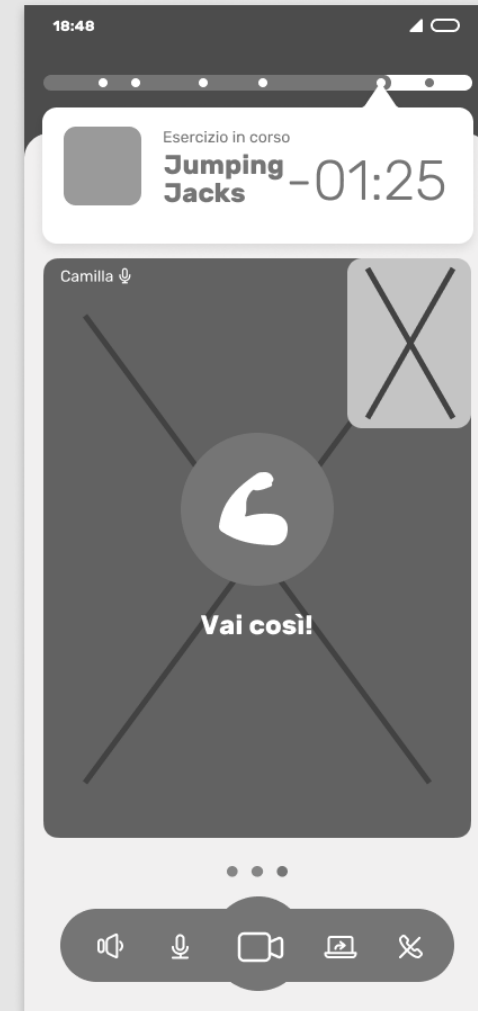 18:48
Esercizio in corso
Jumping
Jacks
-01:25
Camilla
Vai così!